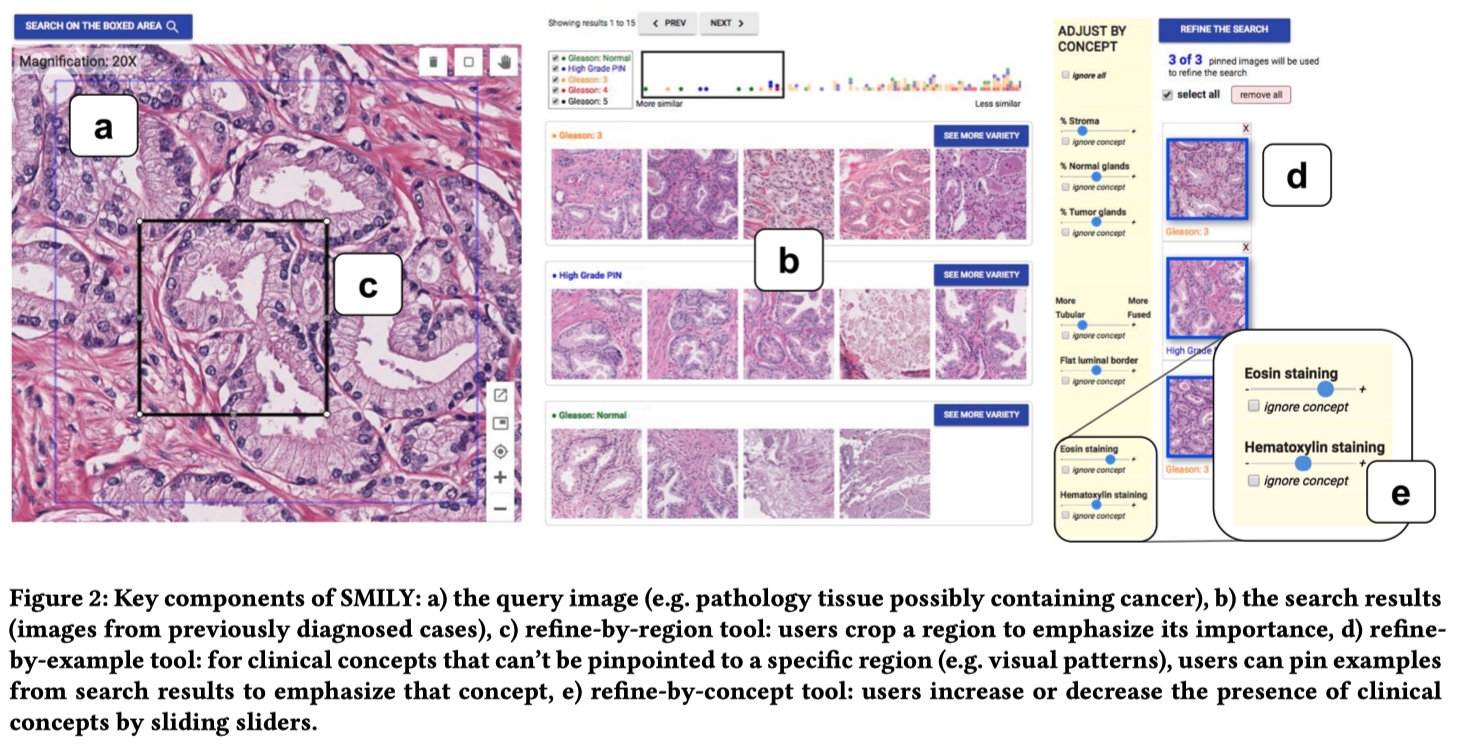 SEARCH ON THE BOXED AREA
Magnification: 20X
a
c
Showing results 1 to 15
PREV
NEXT
Gleason: Normal
High Grade PIN
Gleason: 3
Gleason: 4
Gleason: 5
More similar
Less similar
Gleason: 3
SEE MORE VARIETY
b
High Grade PIN
SEE MORE VARIETY
Gleason: Normal
SEE MORE VARIETY
ADJUST BY
CONCEPT
ignore all
% Stroma
- +
ignore concept
% Normal glands
- +
ignore concept
% Tumor glands
- +
ignore concept
More More
Tubular Fused
- +
ignore concept
Flat luminal border
- +
ignore concept
Eosin staining
- +
ignore concept
Hematoxylin staining
- +
ignore concept
REFINE THE SEARCH
3 of 3 pinned images will be used
to refine the search
select all
remove all
X
Gleason: 3
X
High Grade
Gleason: 3
d
Eosin staining
- +
ignore concept
Hematoxylin staining
- +
ignore concept
e
Figure 2: Key components of SMILY: a) the query image (e.g. pathology tissue possibly containing cancer), b) the search results
(images from previously diagnosed cases), c) refine-by-region tool: users crop a region to emphasize its importance, d) refine-
by-example tool: for clinical concepts that can't be pinpointed to a specific region (e.g. visual patterns), users can pin examples
from search results to emphasize that concept, e) refine-by-concept tool: users increase or decrease the presence of clinical
concepts by sliding sliders.